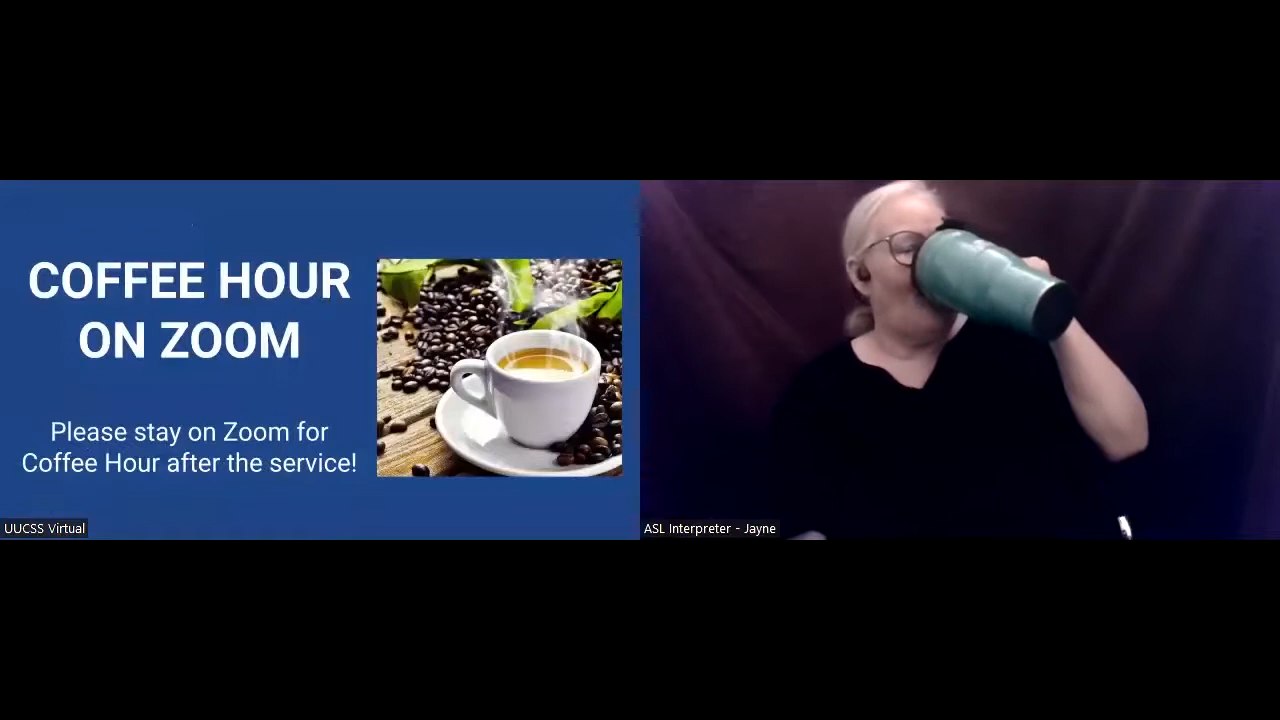 COFFEE HOUR
ON ZOOM
Please stay on Zoom for
Coffee Hour after the service!
UUCSS Virtual
ASL Interpreter - Jayne